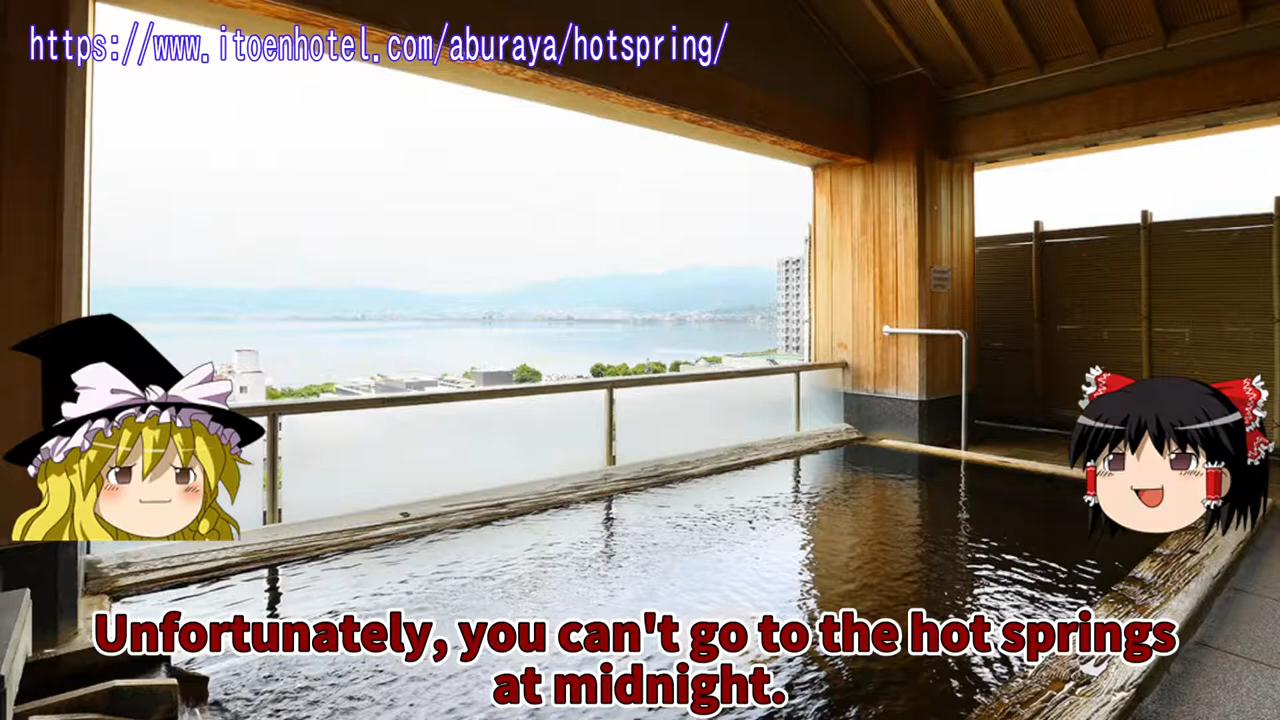 https://www.itoenhotel.com/aburaya/hotspring/
Unfortunately, you can't go to the hot springs
at midnight.